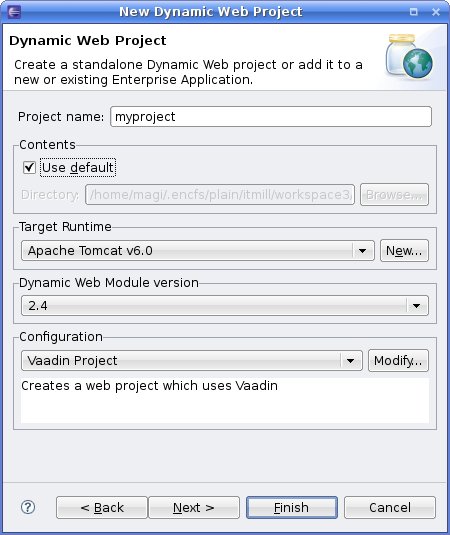 New Dynamic Web Project
Dynamic Web Project
Create a standalone Dynamic Web project or add it to a
new or existing Enterprise Application.
Project name: myproject
Contents
Use default
Directory: /home/magi/.encfs/plain/itmill/workspace3/ Browse...
Target Runtime
Apache Tomcat v6.0 New...
Dynamic Web Module version
2.4
Configuration
Vaadin Project Modify...
Creates a web project which uses Vaadin
? < Back Next > Finish Cancel